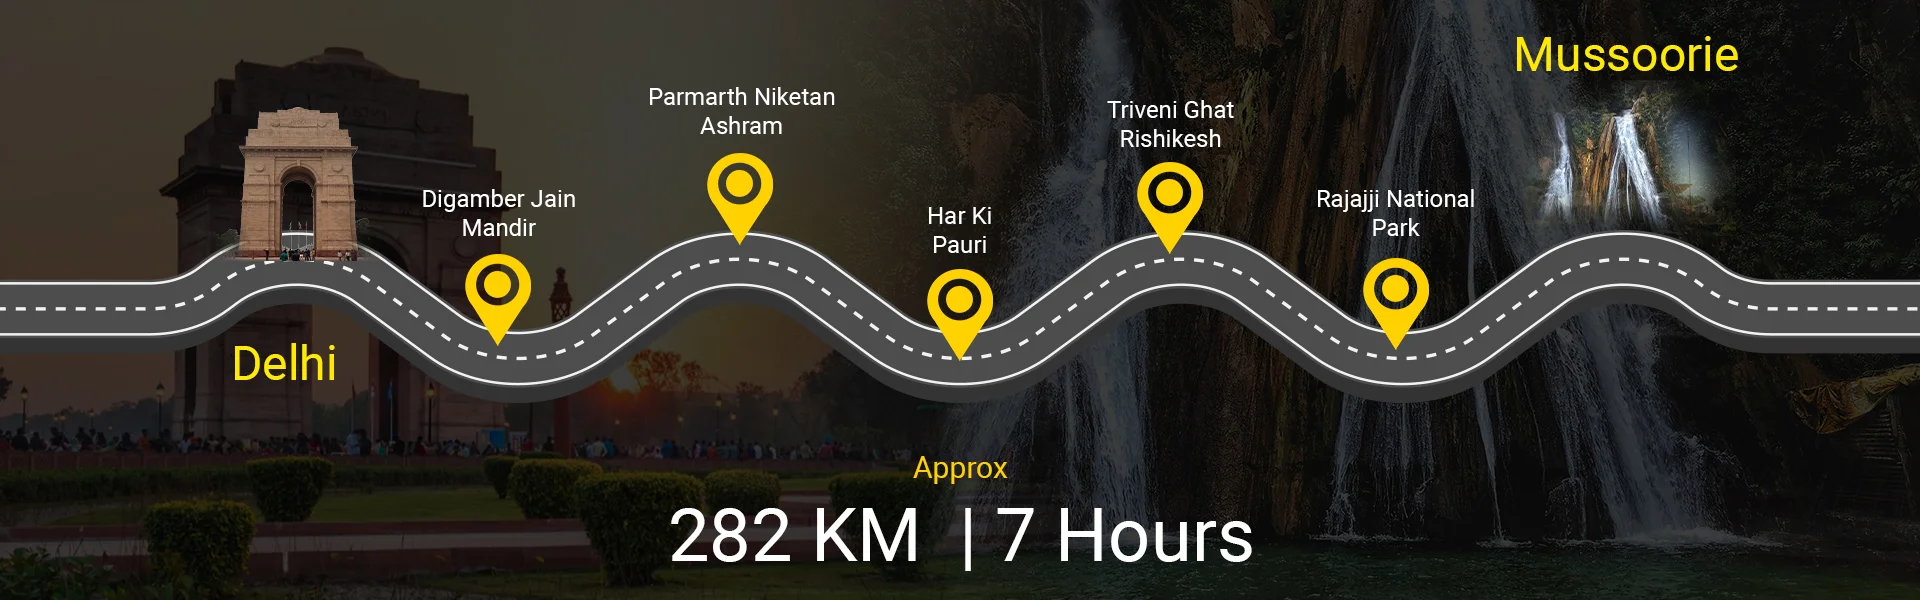 Mussoorie
Parmarth Niketan
Ashram
Triveni Ghat
Rishikesh
Digamber Jain
Mandir
Har Ki
Pauri
Rajajji National
Park
Delhi
Approx
282 KM | 7 Hours